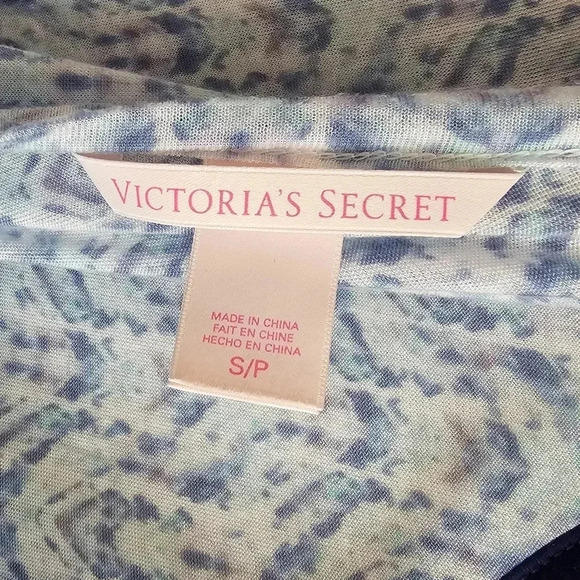 VICTORIA'S SECRET
MADE IN CHINA
FAIT EN CHINE
HECHO EN CHINA
S/P